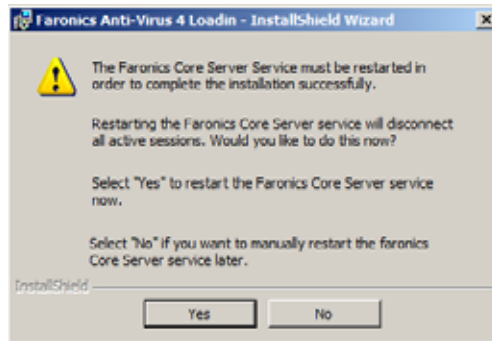 Faronics Anti-Virus 4 Loadin - InstallShield Wizard
The Faronics Core Server Service must be restarted in
order to complete the installation successfully.
Restarting the Faronics Core Server service will disconnect
all active sessions. Would you like to do this now?
Select "Yes" to restart the Faronics Core Server service
now.
Select "No" if you want to manually restart the faronics
Core Server service later.
InstallShield
Yes No